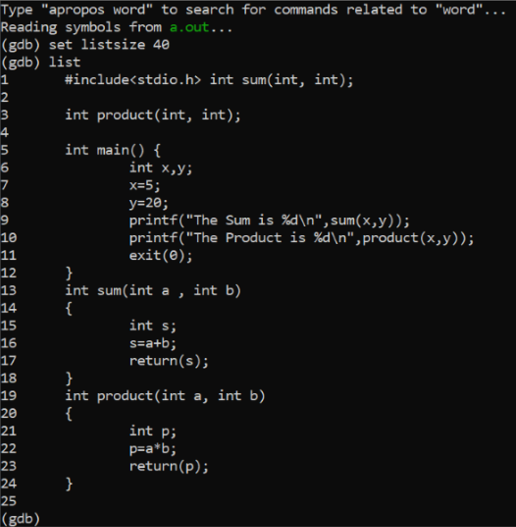 Type "apropos word" to search for commands related to "word"...
Reading symbols from a.out...
(gdb) set listsize 40
(gdb) list
1       #include<stdio.h> int sum(int, int);
2
3       int product(int, int);
4
5       int main() {
6               int x,y;
7               x=5;
8               y=20;
9               printf("The Sum is %d\n",sum(x,y));
10              printf("The Product is %d\n",product(x,y));
11              exit(0);
12      }
13      int sum(int a , int b)
14      {
15              int s;
16              s=a+b;
17              return(s);
18      }
19      int product(int a, int b)
20      {
21              int p;
22              p=a*b;
23              return(p);
24      }
25
(gdb)